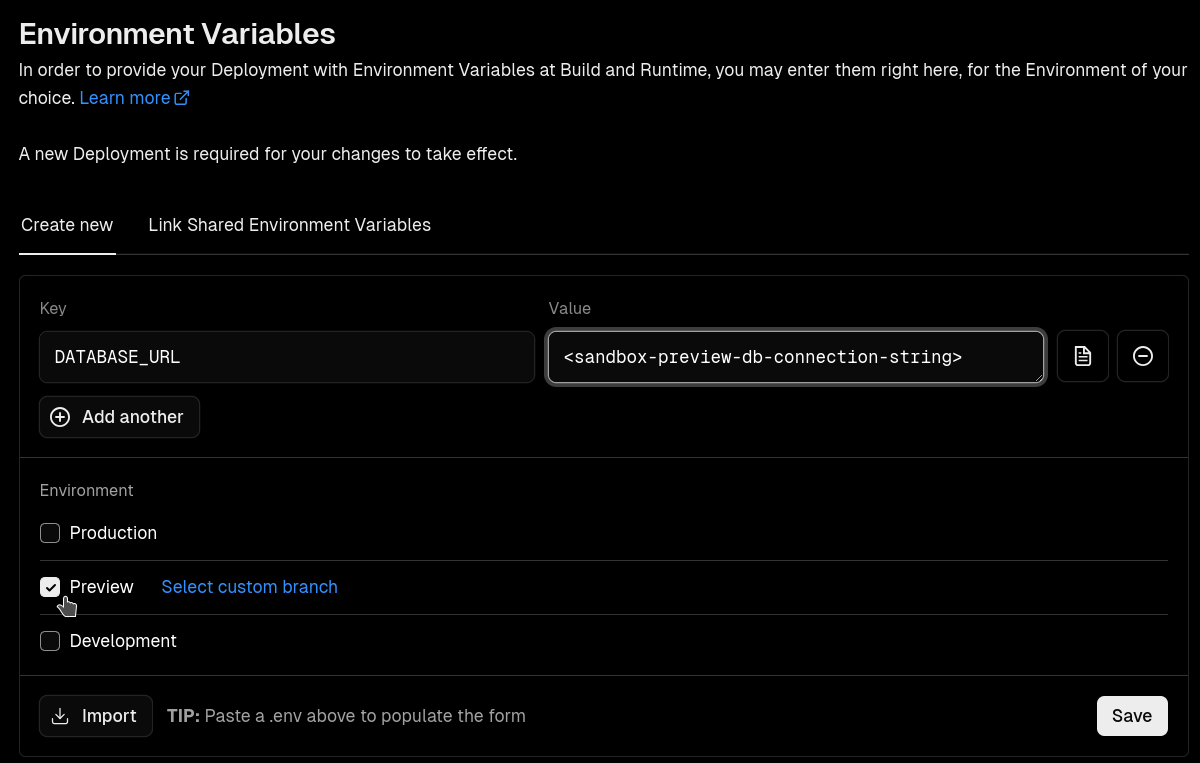 Environment Variables
In order to provide your Deployment with Environment Variables at Build and Runtime, you may enter them right here, for the Environment of your
choice. Learn more
A new Deployment is required for your changes to take effect.
Create new Link Shared Environment Variables
Key Value
DATABASE_URL <sandbox-preview-db-connection-string>
Add another
Environment
Production
Preview Select custom branch
Development
Import TIP: Paste a .env above to populate the form Save